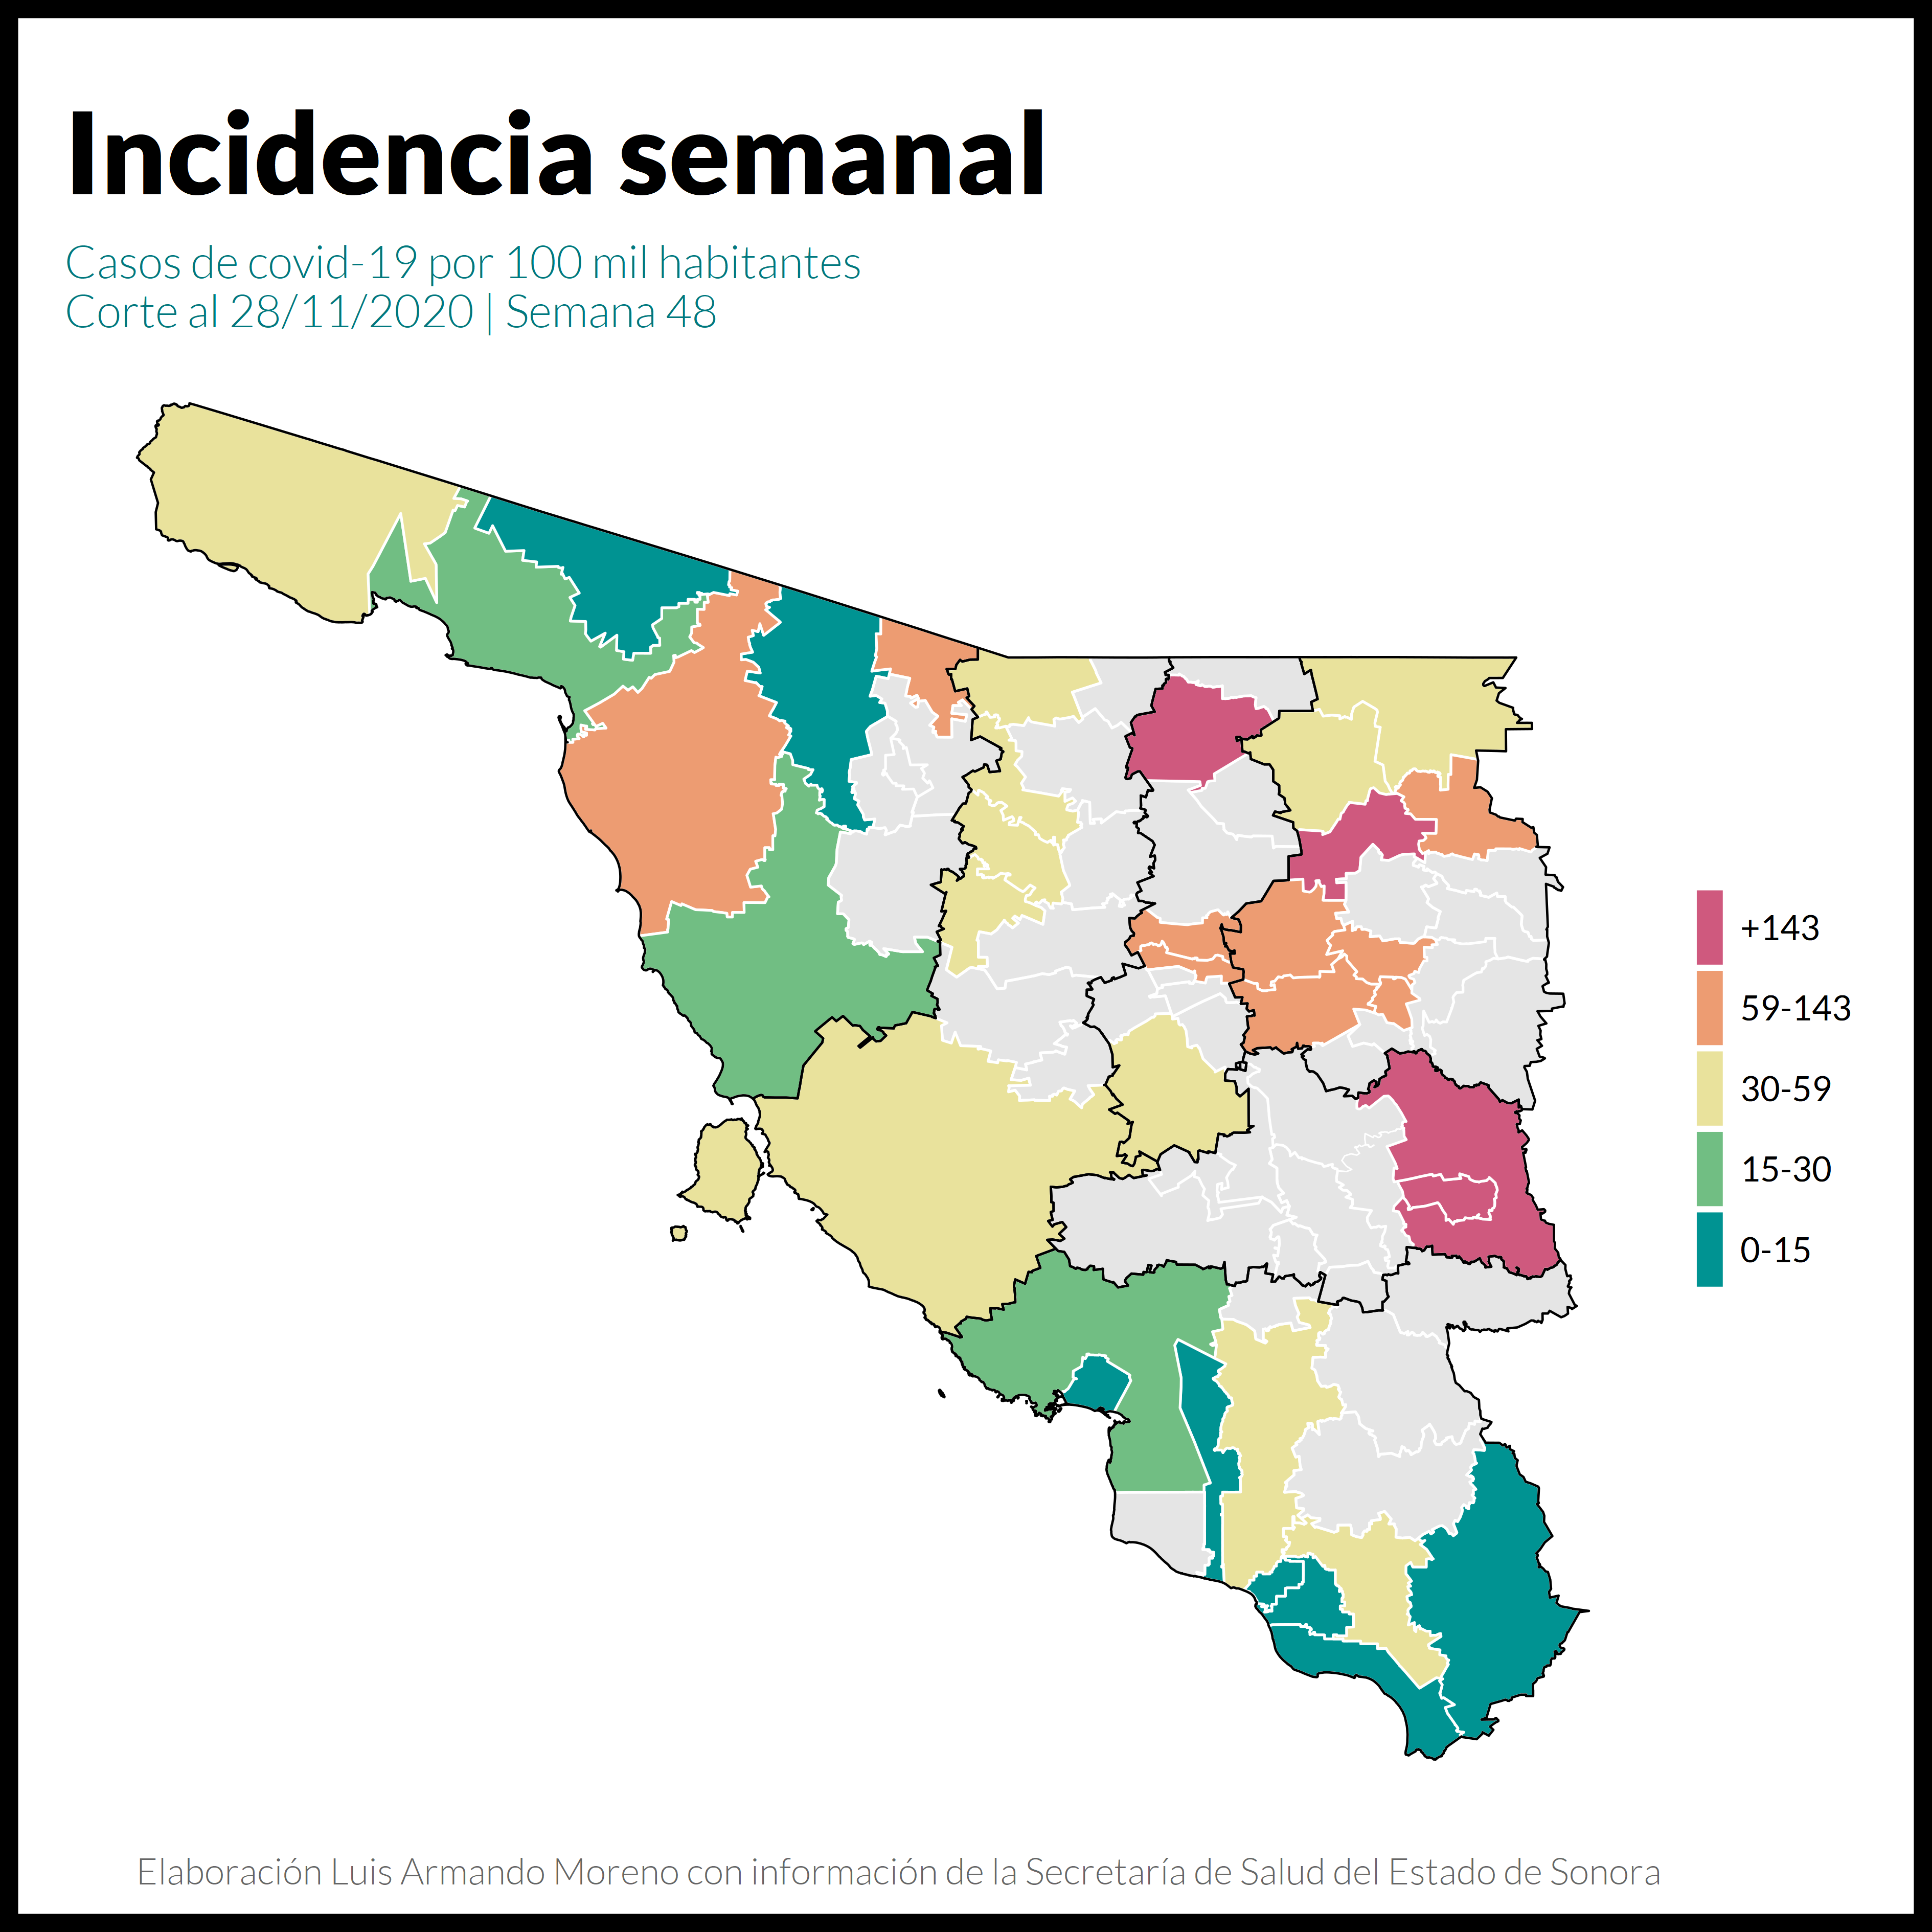 Incidencia semanal
Casos de covid-19 por 100 mil habitantes
Corte al 28/11/2020 | Semana 48
+143
59-143
30-59
15-30
0-15
Elaboración Luis Armando Moreno con información de la Secretaría de Salud del Estado de Sonora